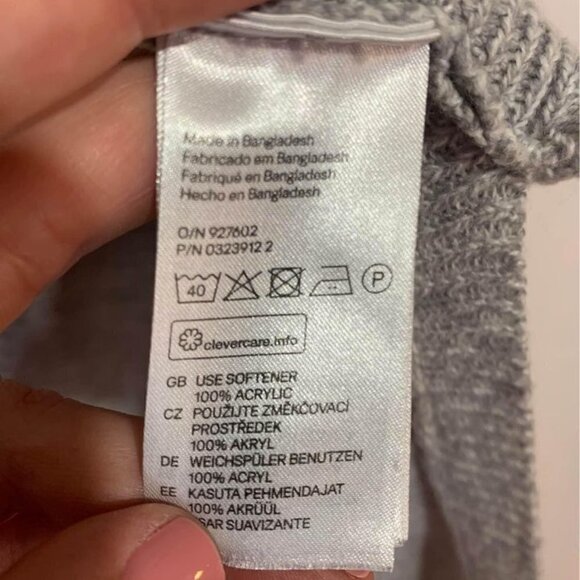 Made in Bangladesh
Fabricado em Bangladesh
Fabriqué en Bangladesh
Hecho en Bangladesh
O/N 927602
P/N 0323912 2
40 P
clevercare.info
GB USE SOFTENER
100% ACRYLIC
CZ POUŽIJTE ZMĚKČOVACÍ
PROSTŘEDEK
100% AKRYL
DE WEICHSPÜLER BENUTZEN
100% ACRYL
EE KASUTA PEHMENDAJAT
100% AKRÜÜL
SAR SUAVIZANTE